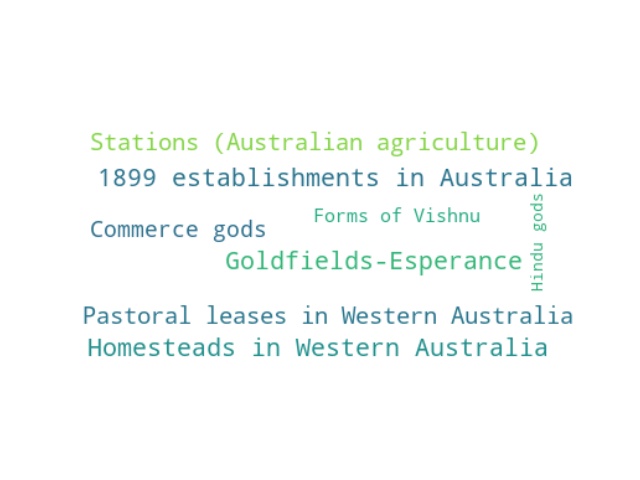 Stations (Australian agriculture)
1899 establishments in Australia
Forms of Vishnu
Hindu gods
Commerce gods
Goldfields-Esperance
Pastoral leases in Western Australia
Homesteads in Western Australia